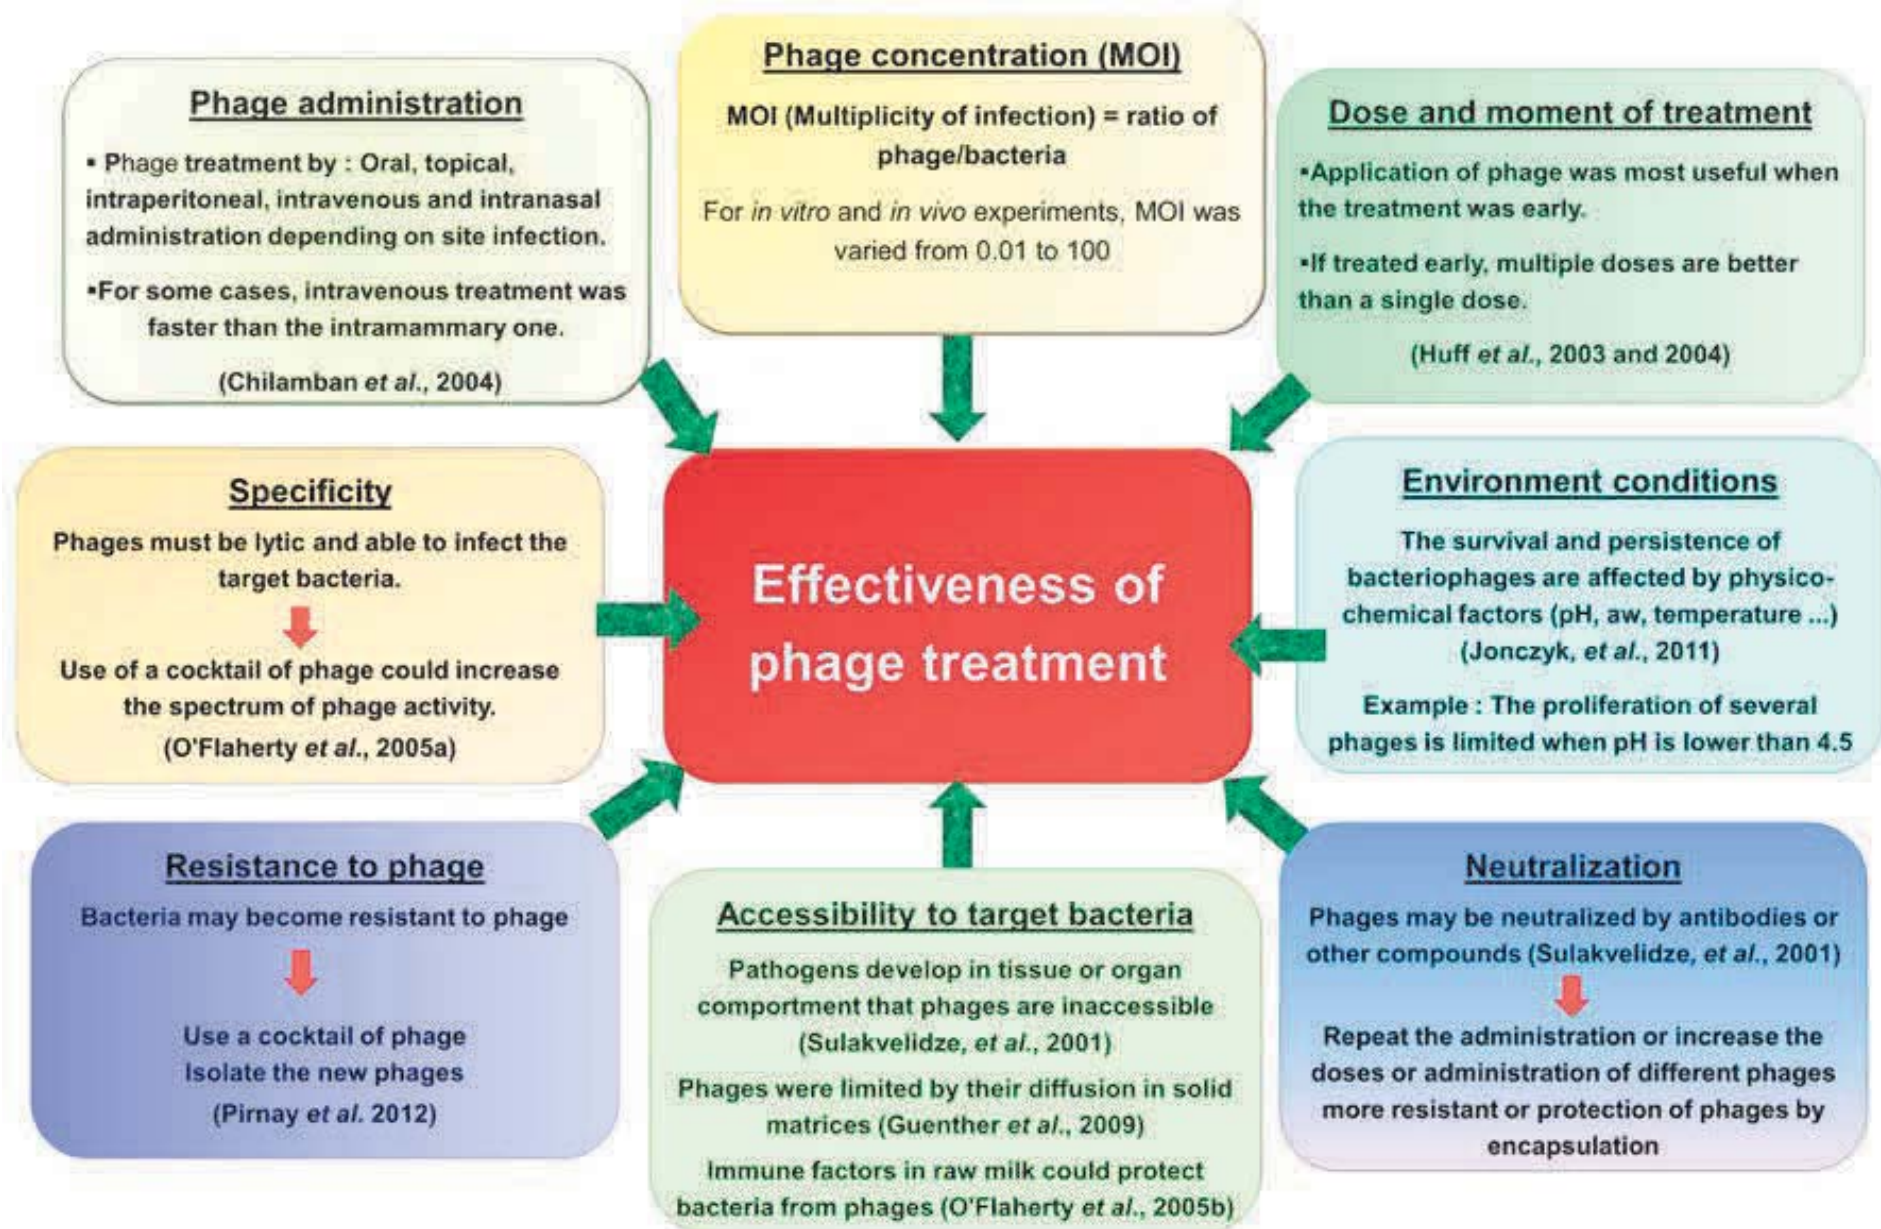 Phage administration
▪ Phage treatment by : Oral, topical,
intraperitoneal, intravenous and intranasal
administration depending on site infection.
▪For some cases, intravenous treatment was
faster than the intramammary one.
(Chilamban et al., 2004)
Phage concentration (MOI)
MOI (Multiplicity of infection) = ratio of
phage/bacteria
For in vitro and in vivo experiments, MOI was
varied from 0.01 to 100
Dose and moment of treatment
▪Application of phage was most useful when
the treatment was early.
▪If treated early, multiple doses are better
than a single dose.
(Huff et al., 2003 and 2004)
Specificity
Phages must be lytic and able to infect the
target bacteria.
Use of a cocktail of phage could increase
the spectrum of phage activity.
(O'Flaherty et al., 2005a)
Effectiveness of
phage treatment
Environment conditions
The survival and persistence of
bacteriophages are affected by physico-
chemical factors (pH, aw, temperature ...)
(Jonczyk, et al., 2011)
Example : The proliferation of several
phages is limited when pH is lower than 4.5
Resistance to phage
Bacteria may become resistant to phage
Use a cocktail of phage
Isolate the new phages
(Pirnay et al. 2012)
Accessibility to target bacteria
Pathogens develop in tissue or organ
comportment that phages are inaccessible
(Sulakvelidze, et al., 2001)
Phages were limited by their diffusion in solid
matrices (Guenther et al., 2009)
Immune factors in raw milk could protect
bacteria from phages (O'Flaherty et al., 2005b)
Neutralization
Phages may be neutralized by antibodies or
other compounds (Sulakvelidze, et al., 2001)
Repeat the administration or increase the
doses or administration of different phages
more resistant or protection of phages by
encapsulation